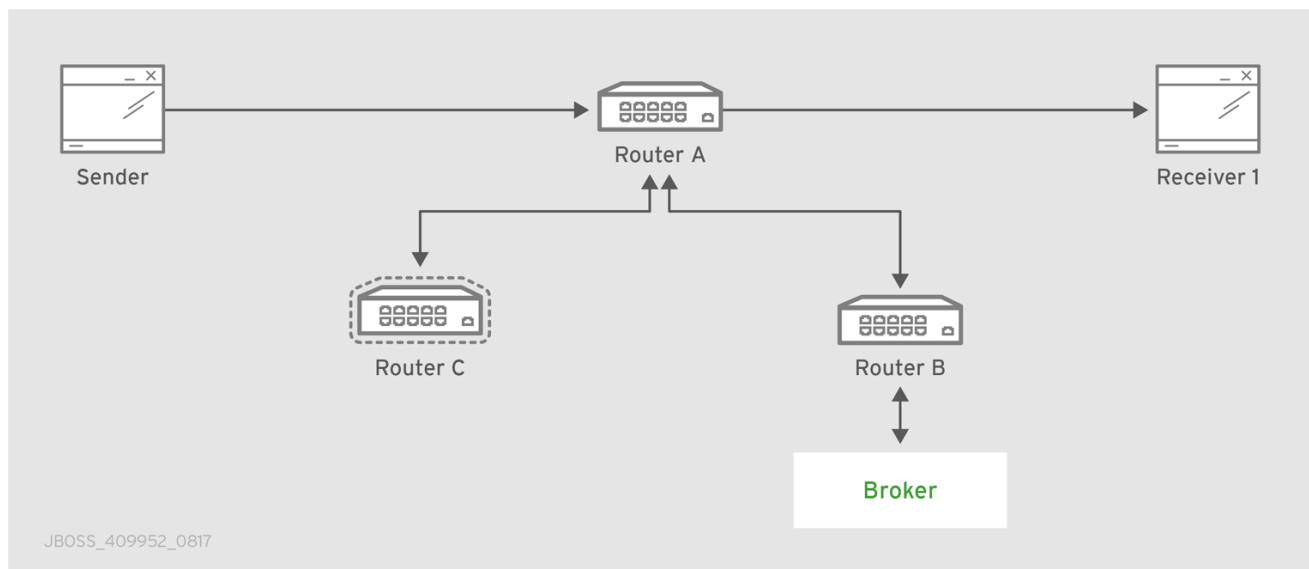 Sender
Router A
Receiver 1
Router C
Router B
Broker
JBOSS_409952_0817